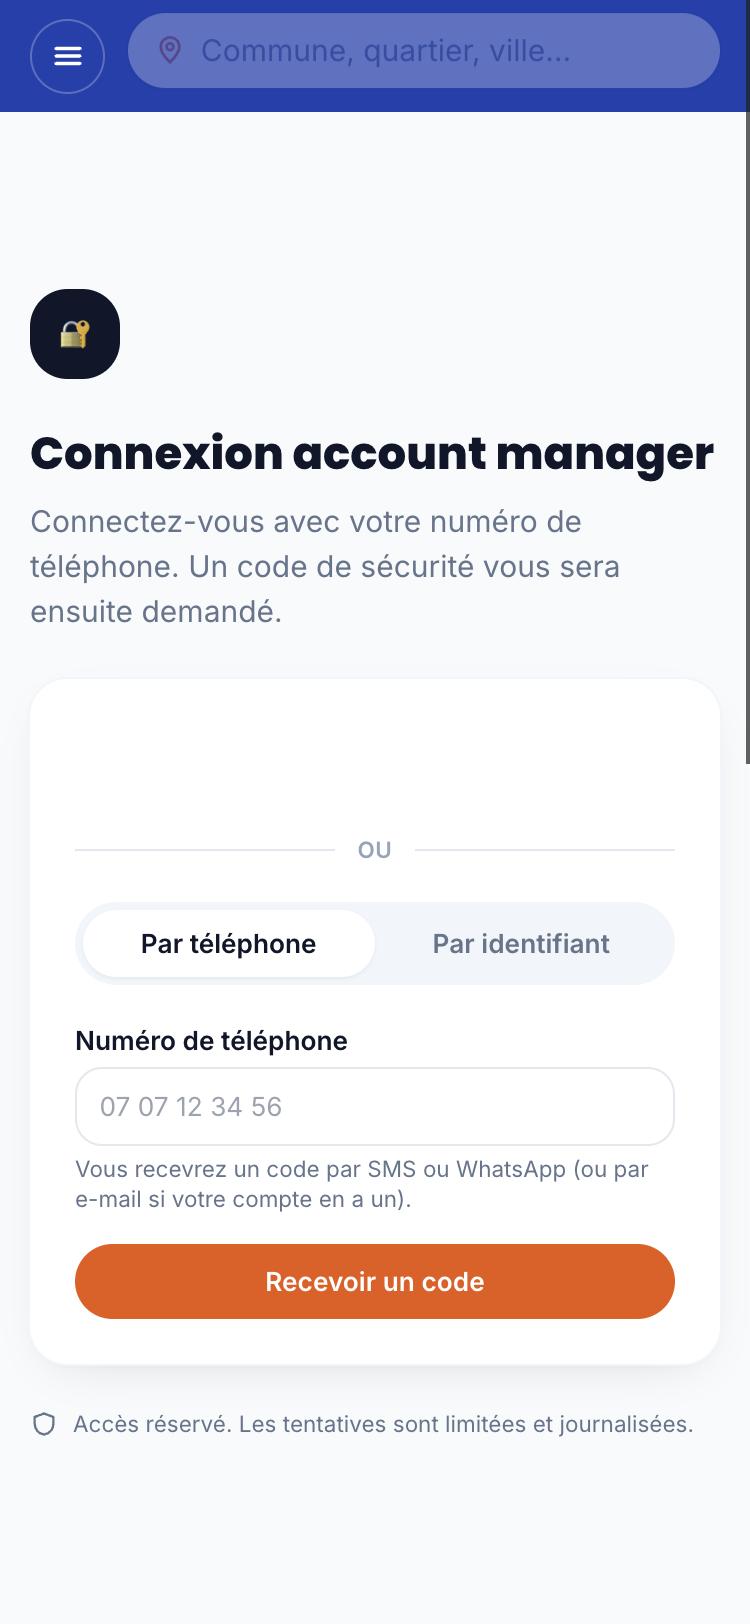 Commune, quartier, ville...
Connexion account manager
Connectez-vous avec votre numéro de
téléphone. Un code de sécurité vous sera
ensuite demandé.
OU
Par téléphone
Par identifiant
Numéro de téléphone
07 07 12 34 56
Vous recevrez un code par SMS ou WhatsApp (ou par
e-mail si votre compte en a un).
Recevoir un code
Accès réservé. Les tentatives sont limitées et journalisées.